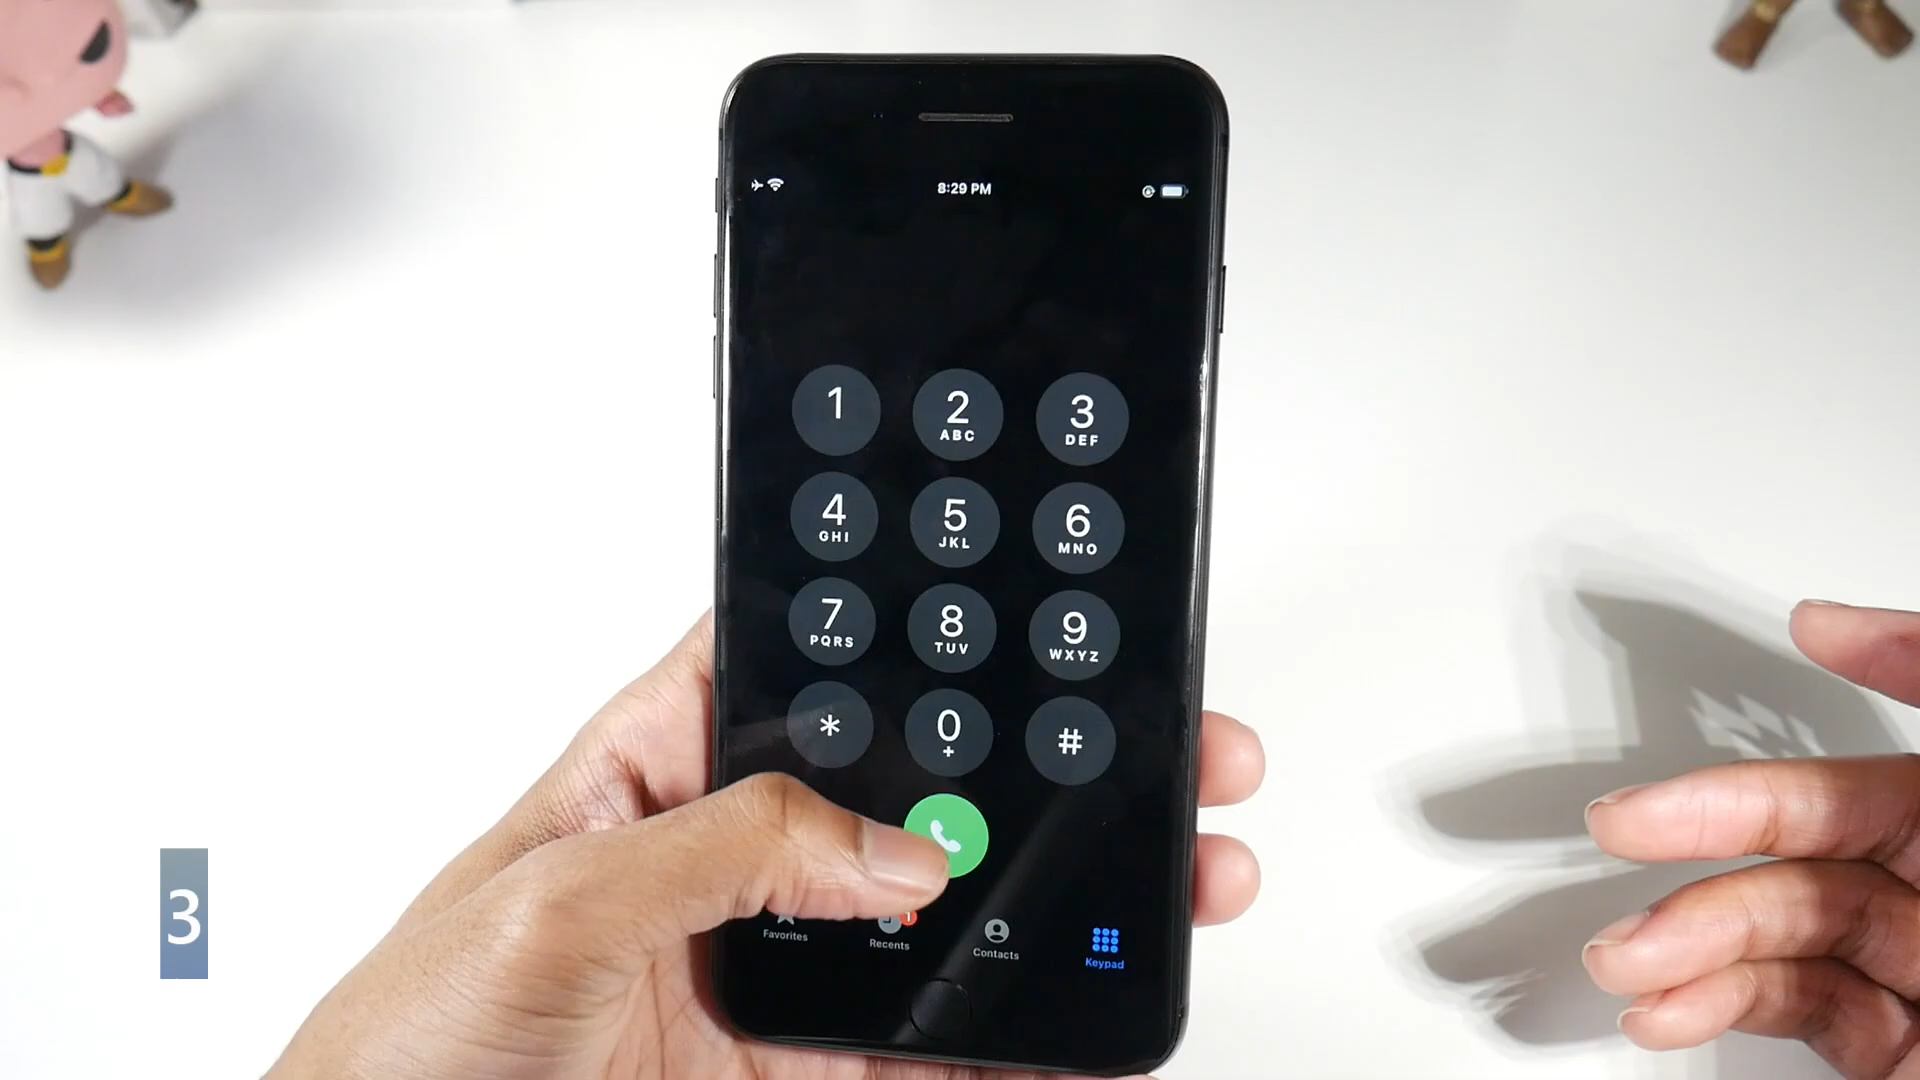 8:29 PM
1
2
ABC
3
DEF
4
GHI
5
JKL
6
MNO
7
PQRS
8
TUV
9
WXYZ
*
0
+
#
1
Favorites
Recents
Contacts
Keypad
3